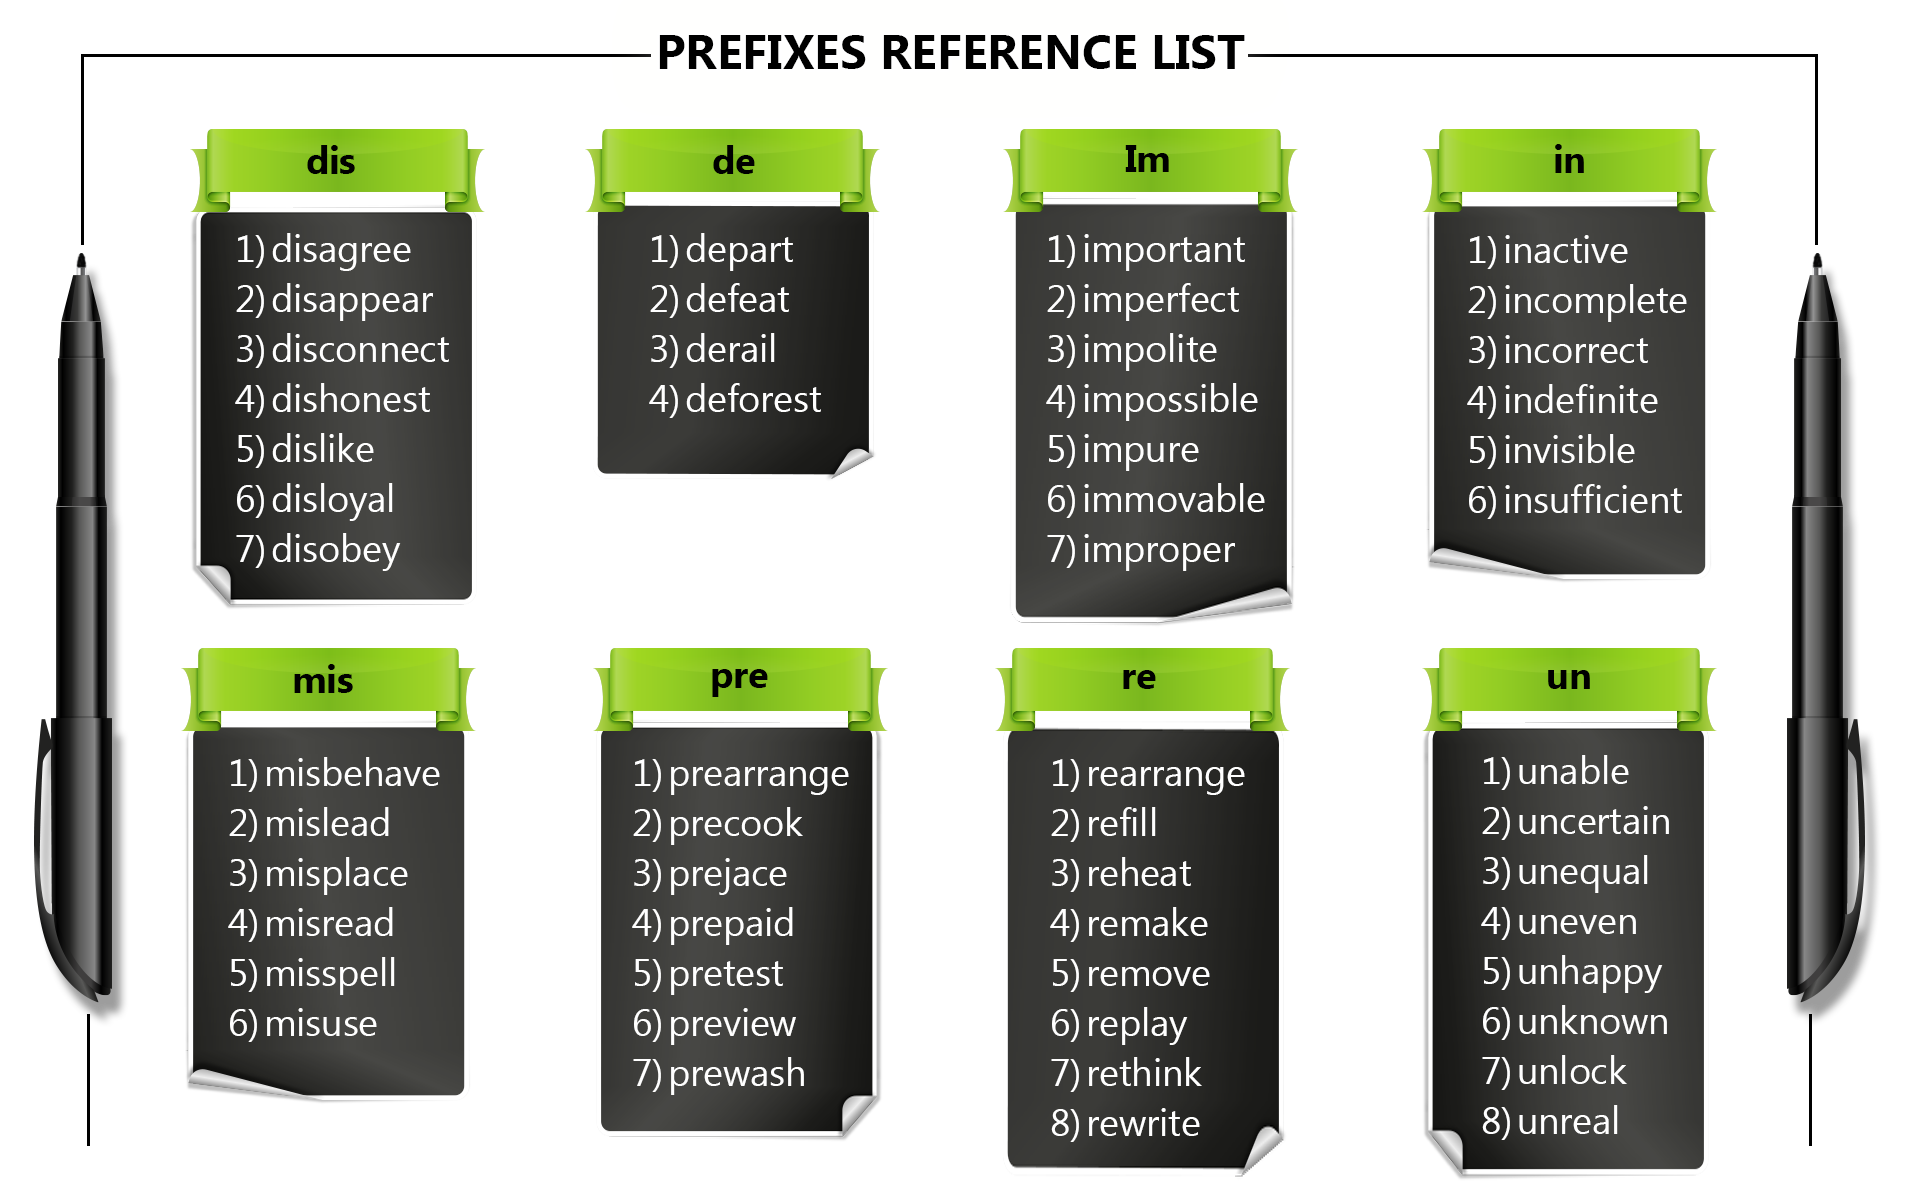 PREFIXES REFERENCE LIST
dis
1) disagree
2) disappear
3) disconnect
4) dishonest
5) dislike
6) disloyal
7) disobey
de
1) depart
2) defeat
3) derail
4) deforest
Im
1) important
2) imperfect
3) impolite
4) impossible
5) impure
6) immovable
7) improper
in
1) inactive
2) incomplete
3) incorrect
4) indefinite
5) invisible
6) insufficient
mis
1) misbehave
2) mislead
3) misplace
4) misread
5) misspell
6) misuse
pre
1) prearrange
2) precook
3) prejace
4) prepaid
5) pretest
6) preview
7) prewash
re
1) rearrange
2) refill
3) reheat
4) remake
5) remove
6) replay
7) rethink
8) rewrite
un
1) unable
2) uncertain
3) unequal
4) uneven
5) unhappy
6) unknown
7) unlock
8) unreal